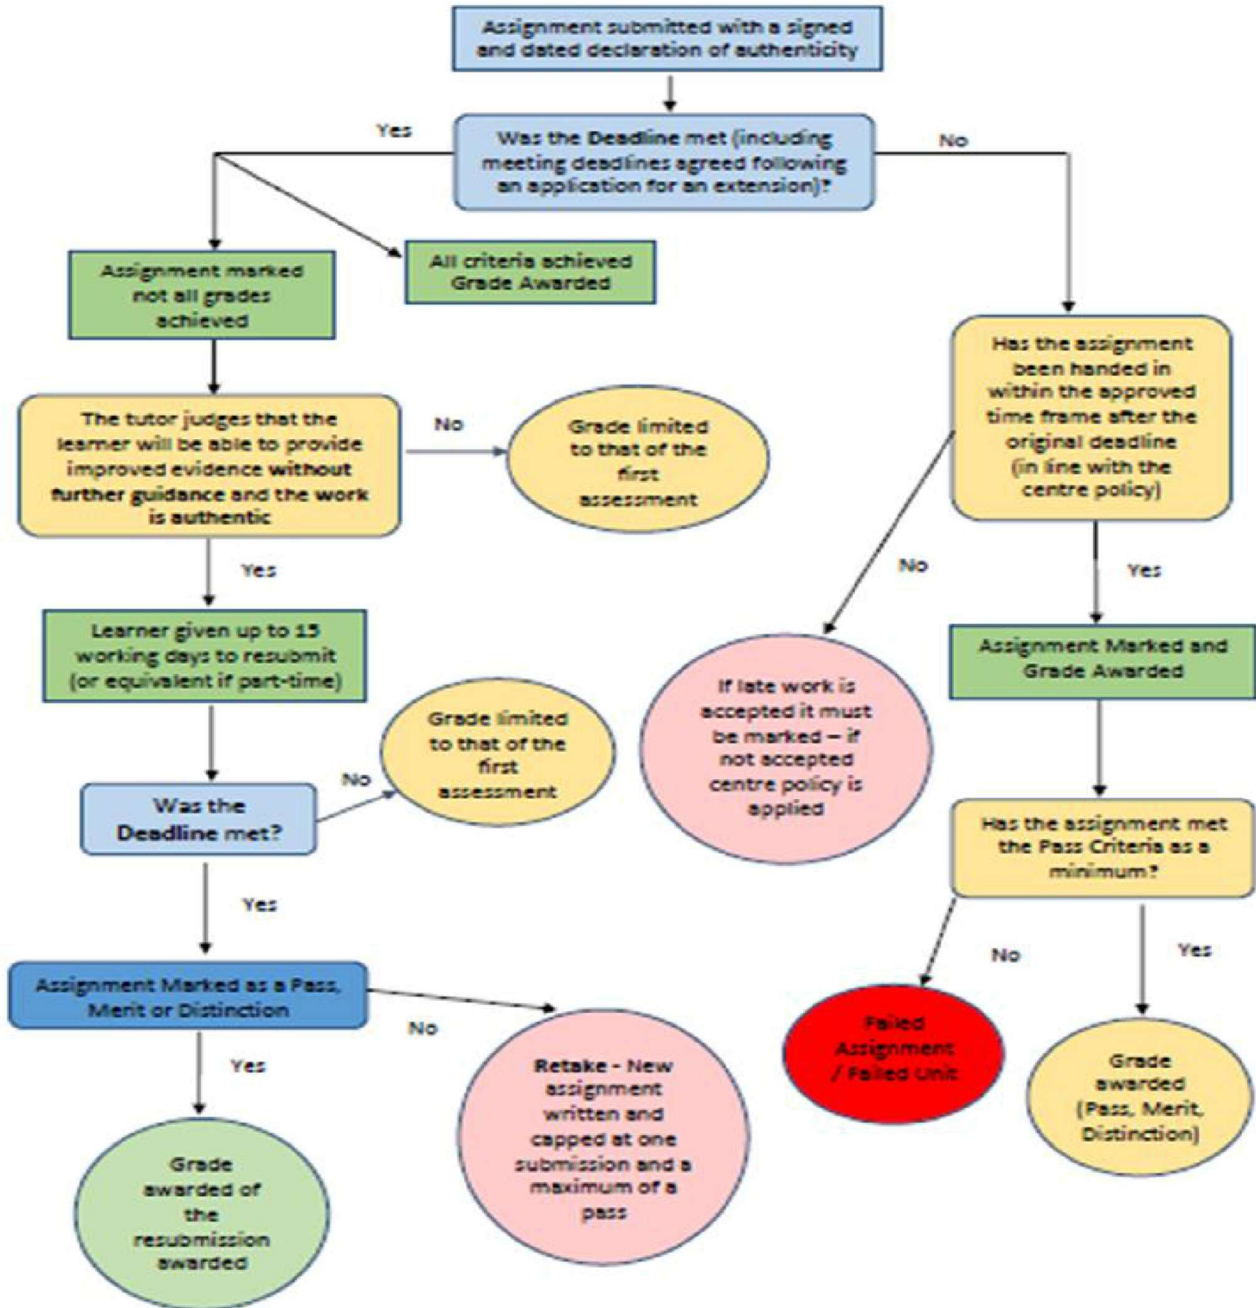 Assignment submitted with a signed
and dated declaration of authenticity
Yes
Was the Deadline met (including
meeting deadlines agreed following
an application for an extension)?
No
Assignment marked
not all grades
achieved
All criteria achieved
Grade Awarded
Has the assignment
been handed in
within the approved
time frame after the
original deadline
(in line with the
centre policy)
The tutor judges that the
learner will be able to provide
improved evidence without
further guidance and the work
is authentic
No
Grade limited
to that of the
first
assessment
Yes
No
Yes
Learner given up to 15
working days to resubmit
(or equivalent if part-time)
If late work is
accepted it must
be marked – if
not accepted
centre policy is
applied
Assignment Marked and
Grade Awarded
Grade limited
to that of the
first
assessment
No
Was the
Deadline met?
Has the assignment met
the Pass Criteria as a
minimum?
Yes
No
Yes
Assignment Marked as a Pass,
Merit or Distinction
No
Yes
Failed
Assignment
/ Failed Unit
Grade
awarded
(Pass, Merit,
Distinction)
Retake - New
assignment
written and
capped at one
submission and a
maximum of a
pass
Grade
awarded of
the
resubmission
awarded